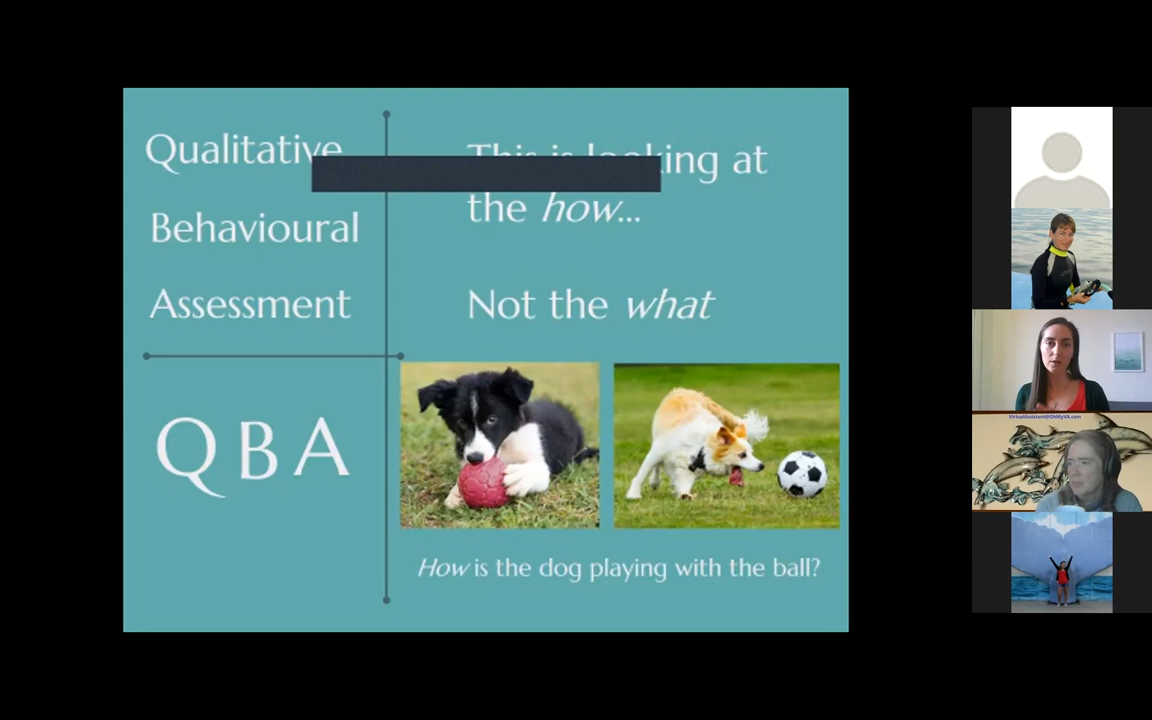 Qualitative
Behavioural
Assessment
QBA
This is looking at
the how...
Not the what
How is the dog playing with the ball?
VirtualAssistant@OhMyVA.com